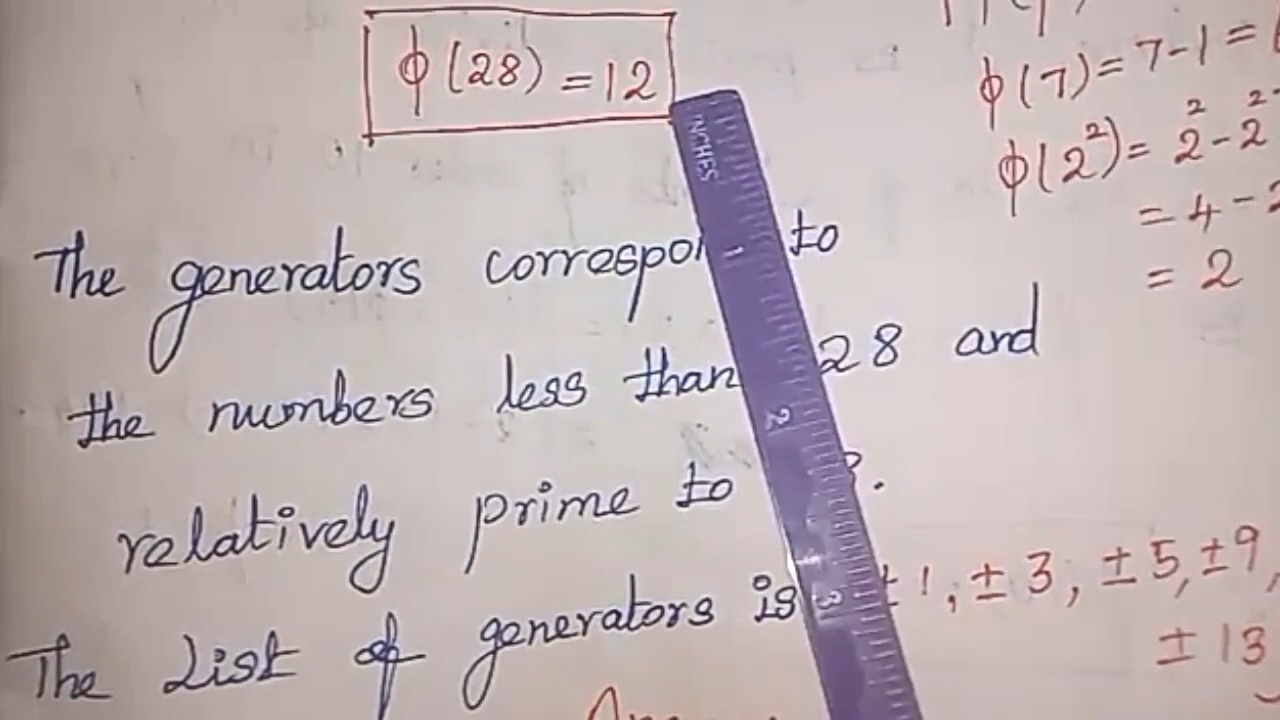 ϕ(28) = 12
ϕ(7) = 7-1 =
ϕ(2²) = 2² - 2
= 4 -
= 2
INCHES
1
2
3
The generators to
the numbers less than 28 and
relatively prime to
The List of generators is ± 1, ± 3, ± 5, ± 9,
± 13